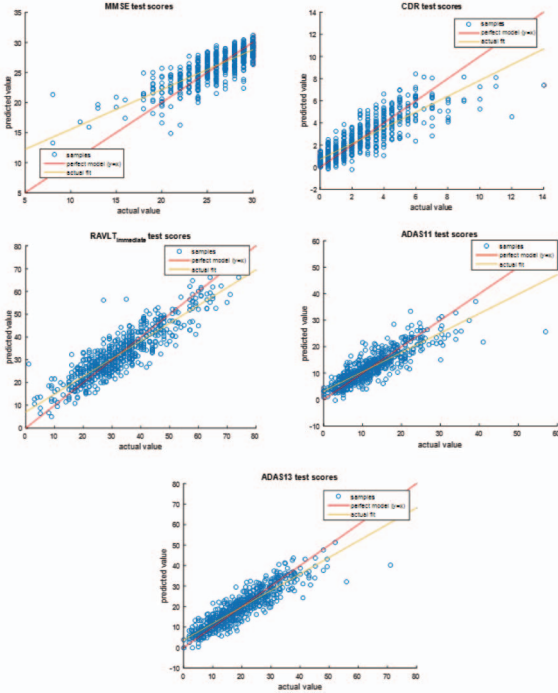 MMSE test scores
predicted value
35
30
25
20
15
10
5
samples
perfect model (y=x)
actual fit
5 10 15 20 25 30
actual value
CDR test scores
predicted value
14
12
10
8
6
4
2
0
-2
samples
perfect model (y=x)
actual fit
0 2 4 6 8 10 12 14
actual value
RAVLT immediate test scores
predicted value
80
70
60
50
40
30
20
10
0
samples
perfect model (y=x)
actual fit
0 10 20 30 40 50 60 70 80
actual value
ADAS11 test scores
predicted value
60
50
40
30
20
10
0
-10
samples
perfect model (y=x)
actual fit
0 10 20 30 40 50 60
actual value
ADAS13 test scores
predicted value
80
70
60
50
40
30
20
10
0
-10
samples
perfect model (y=x)
actual fit
0 10 20 30 40 50 60 70 80
actual value